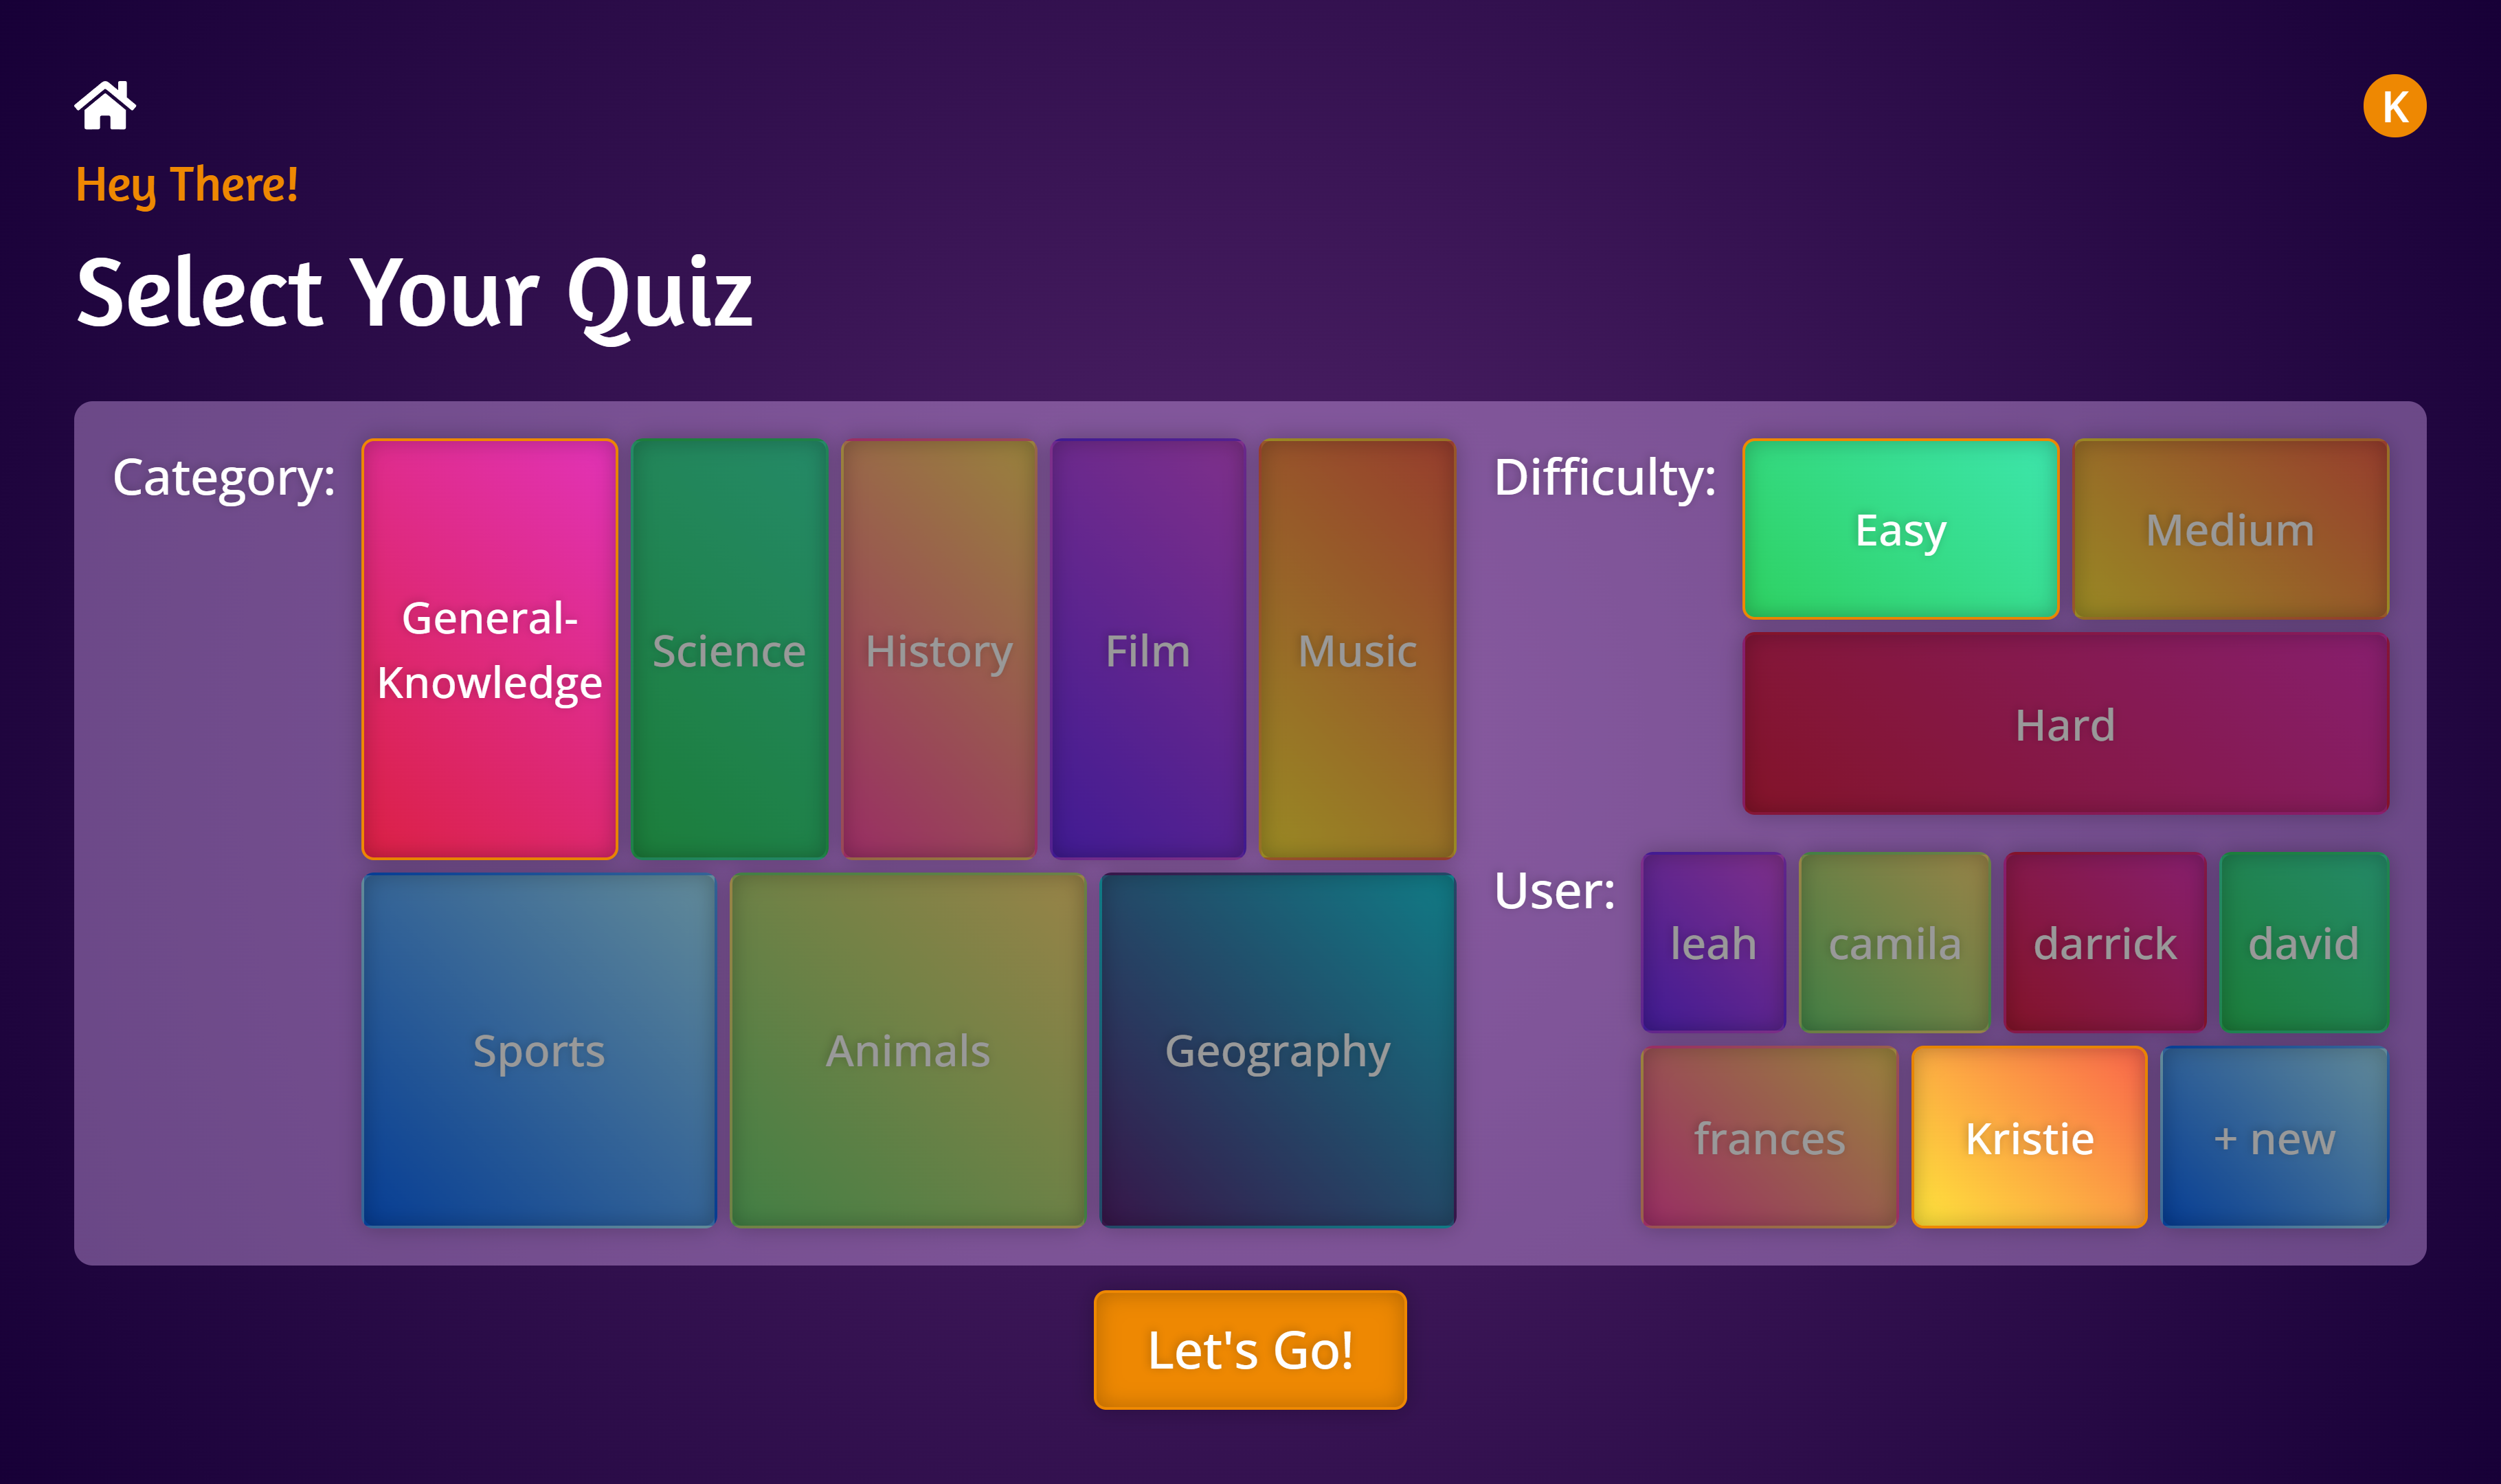 K
Hey There!
Select Your Quiz
Category:
General-
Knowledge
Science
History
Film
Music
Sports
Animals
Geography
Difficulty:
Easy
Medium
Hard
User:
leah
camila
darrick
david
frances
Kristie
+ new
Let's Go!